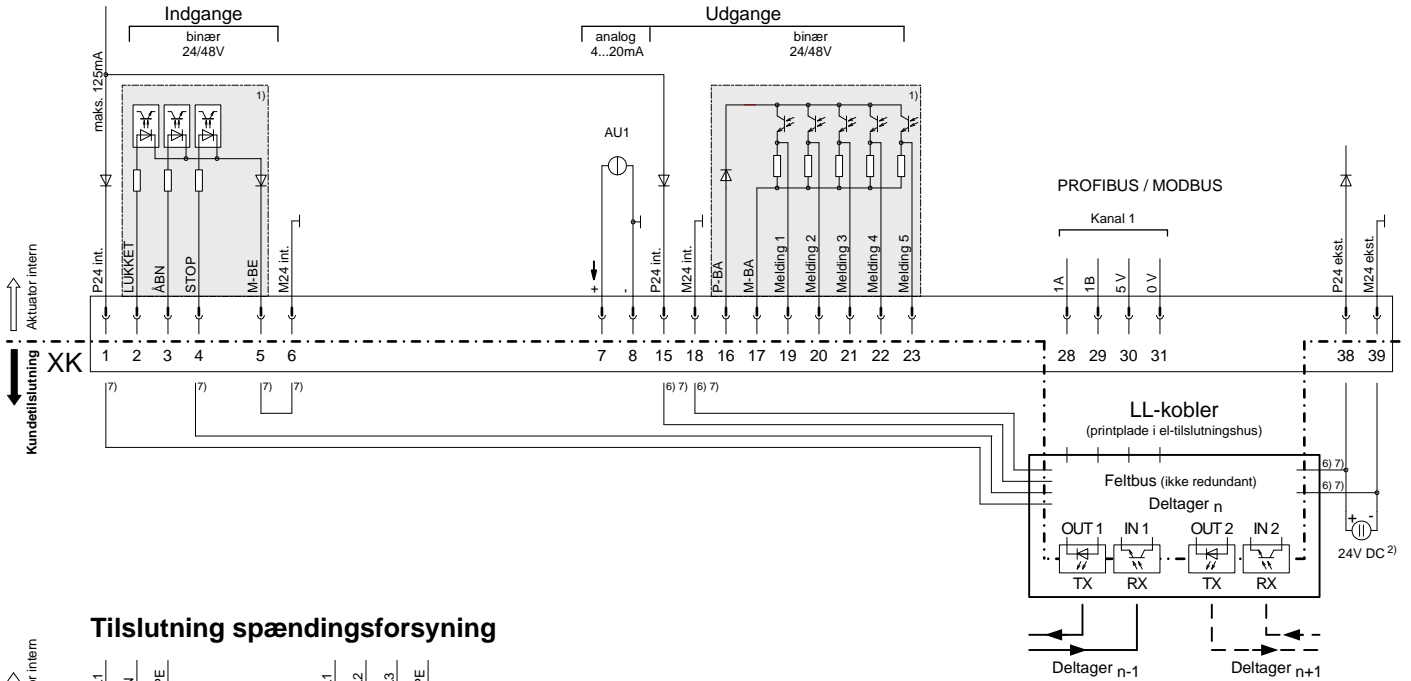 Indgange
Udgange
binær
24/48V
analog
4...20mA
binær
24/48V
maks. 125mA
1)
1)
AU1
PROFIBUS / MODBUS
Kanal 1
Aktuator intern
P24 int.
LUKKET
ÅBN
STOP
M-BE
M24 int.
+
-
P24 int.
M24 int.
P-BA
M-BA
Melding 1
Melding 2
Melding 3
Melding 4
Melding 5
1A
1B
5 V
0 V
P24 ekst.
M24 ekst.
XK
1 2 3 4 5 6 7 8 15 18 16 17 19 20 21 22 23 28 29 30 31 38 39
Kundetilslutning
7) 7) 7) 7) 6) 7) 6) 7)
LL-kobler
(printplade i el-tilslutningshus)
6) 7)
6) 7)
Feltbus (ikke redundant)
Deltager n
OUT 1 IN 1 OUT 2 IN 2
+ -
24V DC 2)
TX RX TX RX
Tilslutning spændingsforsyning
Deltager n-1
Deltager n+1